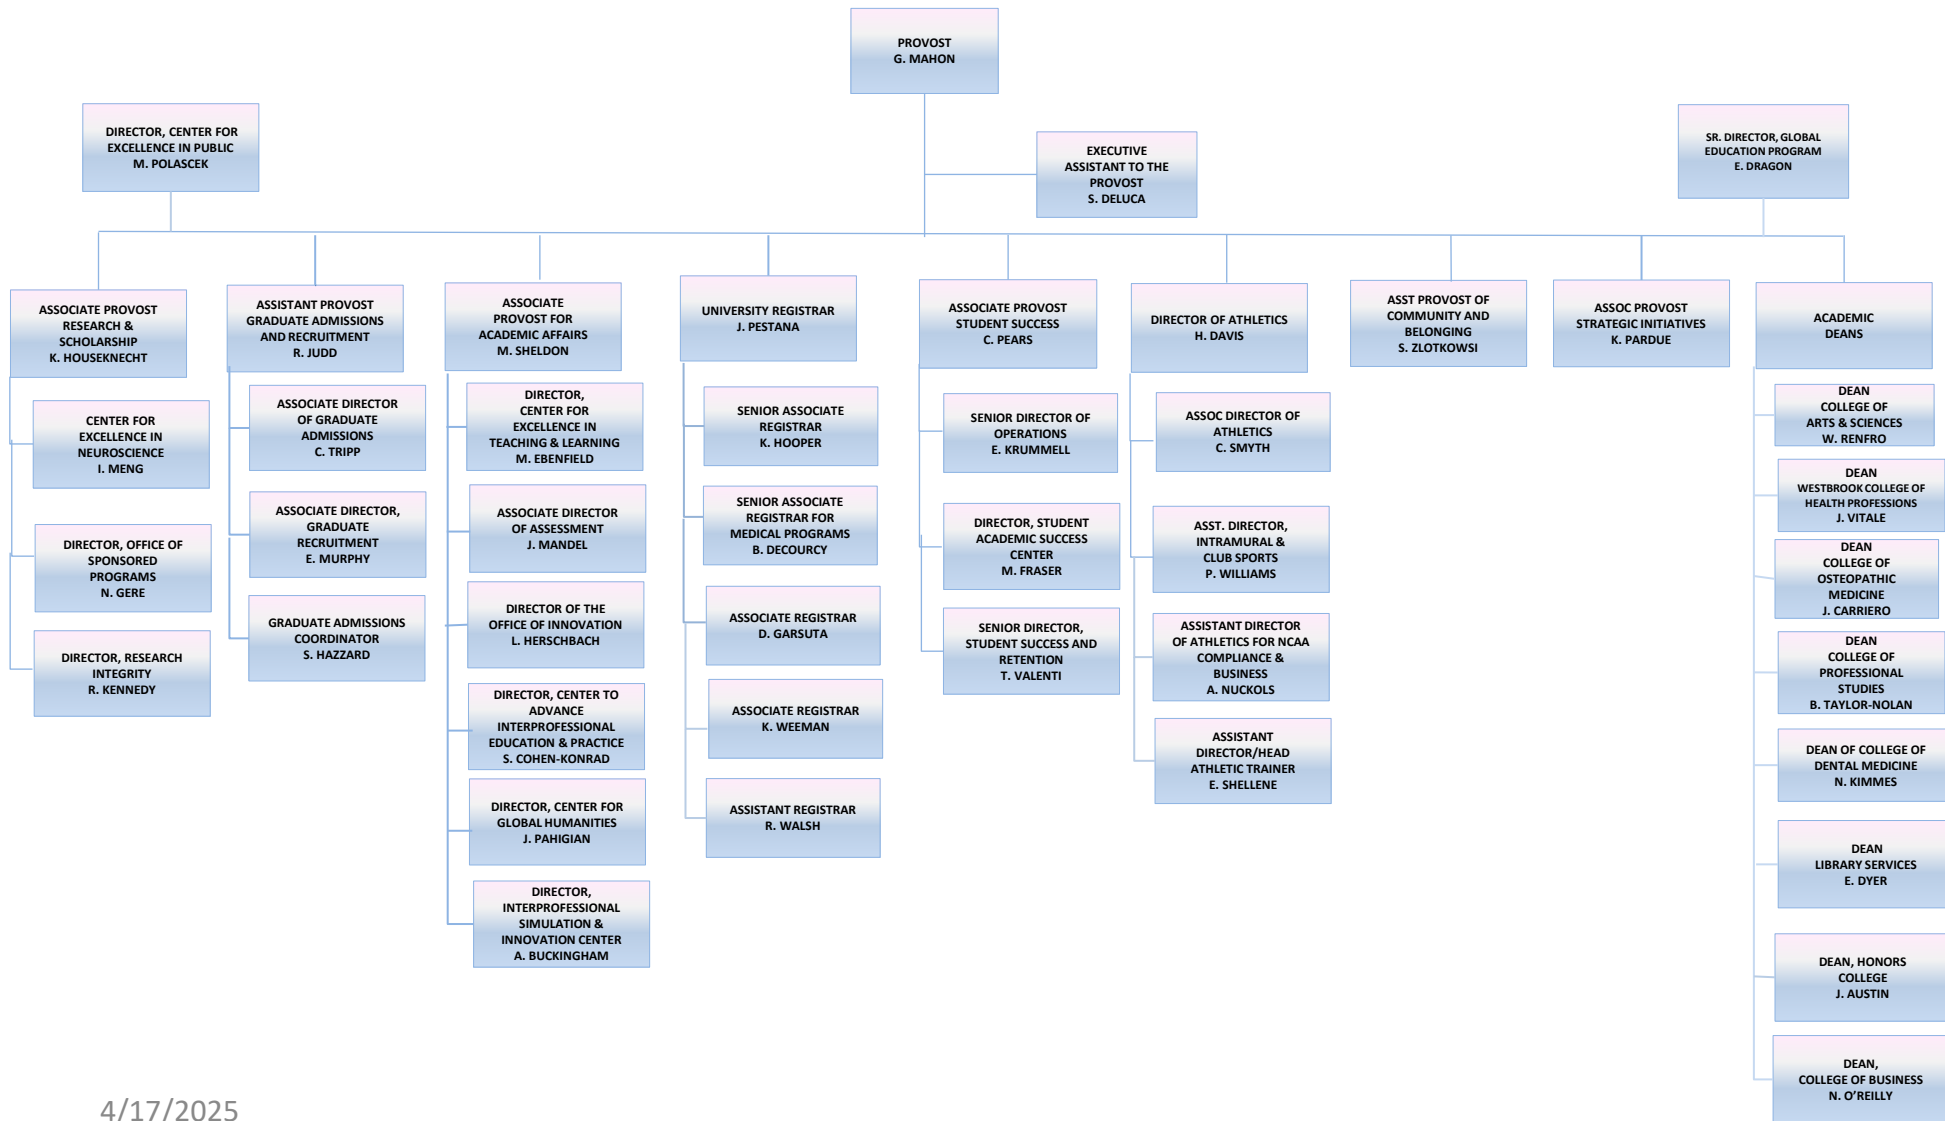 PROVOST
G. MAHON
DIRECTOR, CENTER FOR
EXCELLENCE IN PUBLIC
M. POLASCEK
EXECUTIVE
ASSISTANT TO THE
PROVOST
S. DELUCA
SR. DIRECTOR, GLOBAL
EDUCATION PROGRAM
E. DRAGON
ASSOCIATE PROVOST
RESEARCH &
SCHOLARSHIP
K. HOUSEKNECHT
CENTER FOR
EXCELLENCE IN
NEUROSCIENCE
I. MENG
DIRECTOR, OFFICE OF
SPONSORED
PROGRAMS
N. GERE
DIRECTOR, RESEARCH
INTEGRITY
R. KENNEDY
ASSISTANT PROVOST
GRADUATE ADMISSIONS
AND RECRUITMENT
R. JUDD
ASSOCIATE DIRECTOR
OF GRADUATE
ADMISSIONS
C. TRIPP
ASSOCIATE DIRECTOR,
GRADUATE
RECRUITMENT
E. MURPHY
GRADUATE ADMISSIONS
COORDINATOR
S. HAZZARD
ASSOCIATE
PROVOST FOR
ACADEMIC AFFAIRS
M. SHELDON
DIRECTOR,
CENTER FOR
EXCELLENCE IN
TEACHING & LEARNING
M. EBENFIELD
ASSOCIATE DIRECTOR
OF ASSESSMENT
J. MANDEL
DIRECTOR OF THE
OFFICE OF INNOVATION
L. HERSCHBACH
DIRECTOR, CENTER TO
ADVANCE
INTERPROFESSIONAL
EDUCATION & PRACTICE
S. COHEN-KONRAD
DIRECTOR, CENTER FOR
GLOBAL HUMANITIES
J. PAHIGIAN
DIRECTOR,
INTERPROFESSIONAL
SIMULATION &
INNOVATION CENTER
A. BUCKINGHAM
UNIVERSITY REGISTRAR
J. PESTANA
SENIOR ASSOCIATE
REGISTRAR
K. HOOPER
SENIOR ASSOCIATE
REGISTRAR FOR
MEDICAL PROGRAMS
B. DECOURCY
ASSOCIATE REGISTRAR
D. GARSUTA
ASSOCIATE REGISTRAR
K. WEEMAN
ASSISTANT REGISTRAR
R. WALSH
ASSOCIATE PROVOST
STUDENT SUCCESS
C. PEARS
SENIOR DIRECTOR OF
OPERATIONS
E. KRUMMELL
DIRECTOR, STUDENT
ACADEMIC SUCCESS
CENTER
M. FRASER
SENIOR DIRECTOR,
STUDENT SUCCESS AND
RETENTION
T. VALENTI
DIRECTOR OF ATHLETICS
H. DAVIS
ASSOC DIRECTOR OF
ATHLETICS
C. SMYTH
ASST. DIRECTOR,
INTRAMURAL &
CLUB SPORTS
P. WILLIAMS
ASSISTANT DIRECTOR
OF ATHLETICS FOR NCAA
COMPLIANCE &
BUSINESS
A. NUCKOLS
ASSISTANT
DIRECTOR/HEAD
ATHLETIC TRAINER
E. SHELLENE
ASST PROVOST OF
COMMUNITY AND
BELONGING
S. ZLOTKOWSI
ASSOC PROVOST
STRATEGIC INITIATIVES
K. PARDUE
ACADEMIC
DEANS
DEAN
COLLEGE OF
ARTS & SCIENCES
W. RENFRO
DEAN
WESTBROOK COLLEGE OF
HEALTH PROFESSIONS
J. VITALE
DEAN
COLLEGE OF
OSTEOPATHIC
MEDICINE
J. CARRIERO
DEAN
COLLEGE OF
PROFESSIONAL
STUDIES
B. TAYLOR-NOLAN
DEAN OF COLLEGE OF
DENTAL MEDICINE
N. KIMMES
DEAN
LIBRARY SERVICES
E. DYER
DEAN, HONORS
COLLEGE
J. AUSTIN
DEAN,
COLLEGE OF BUSINESS
N. O’REILLY
4/17/2025